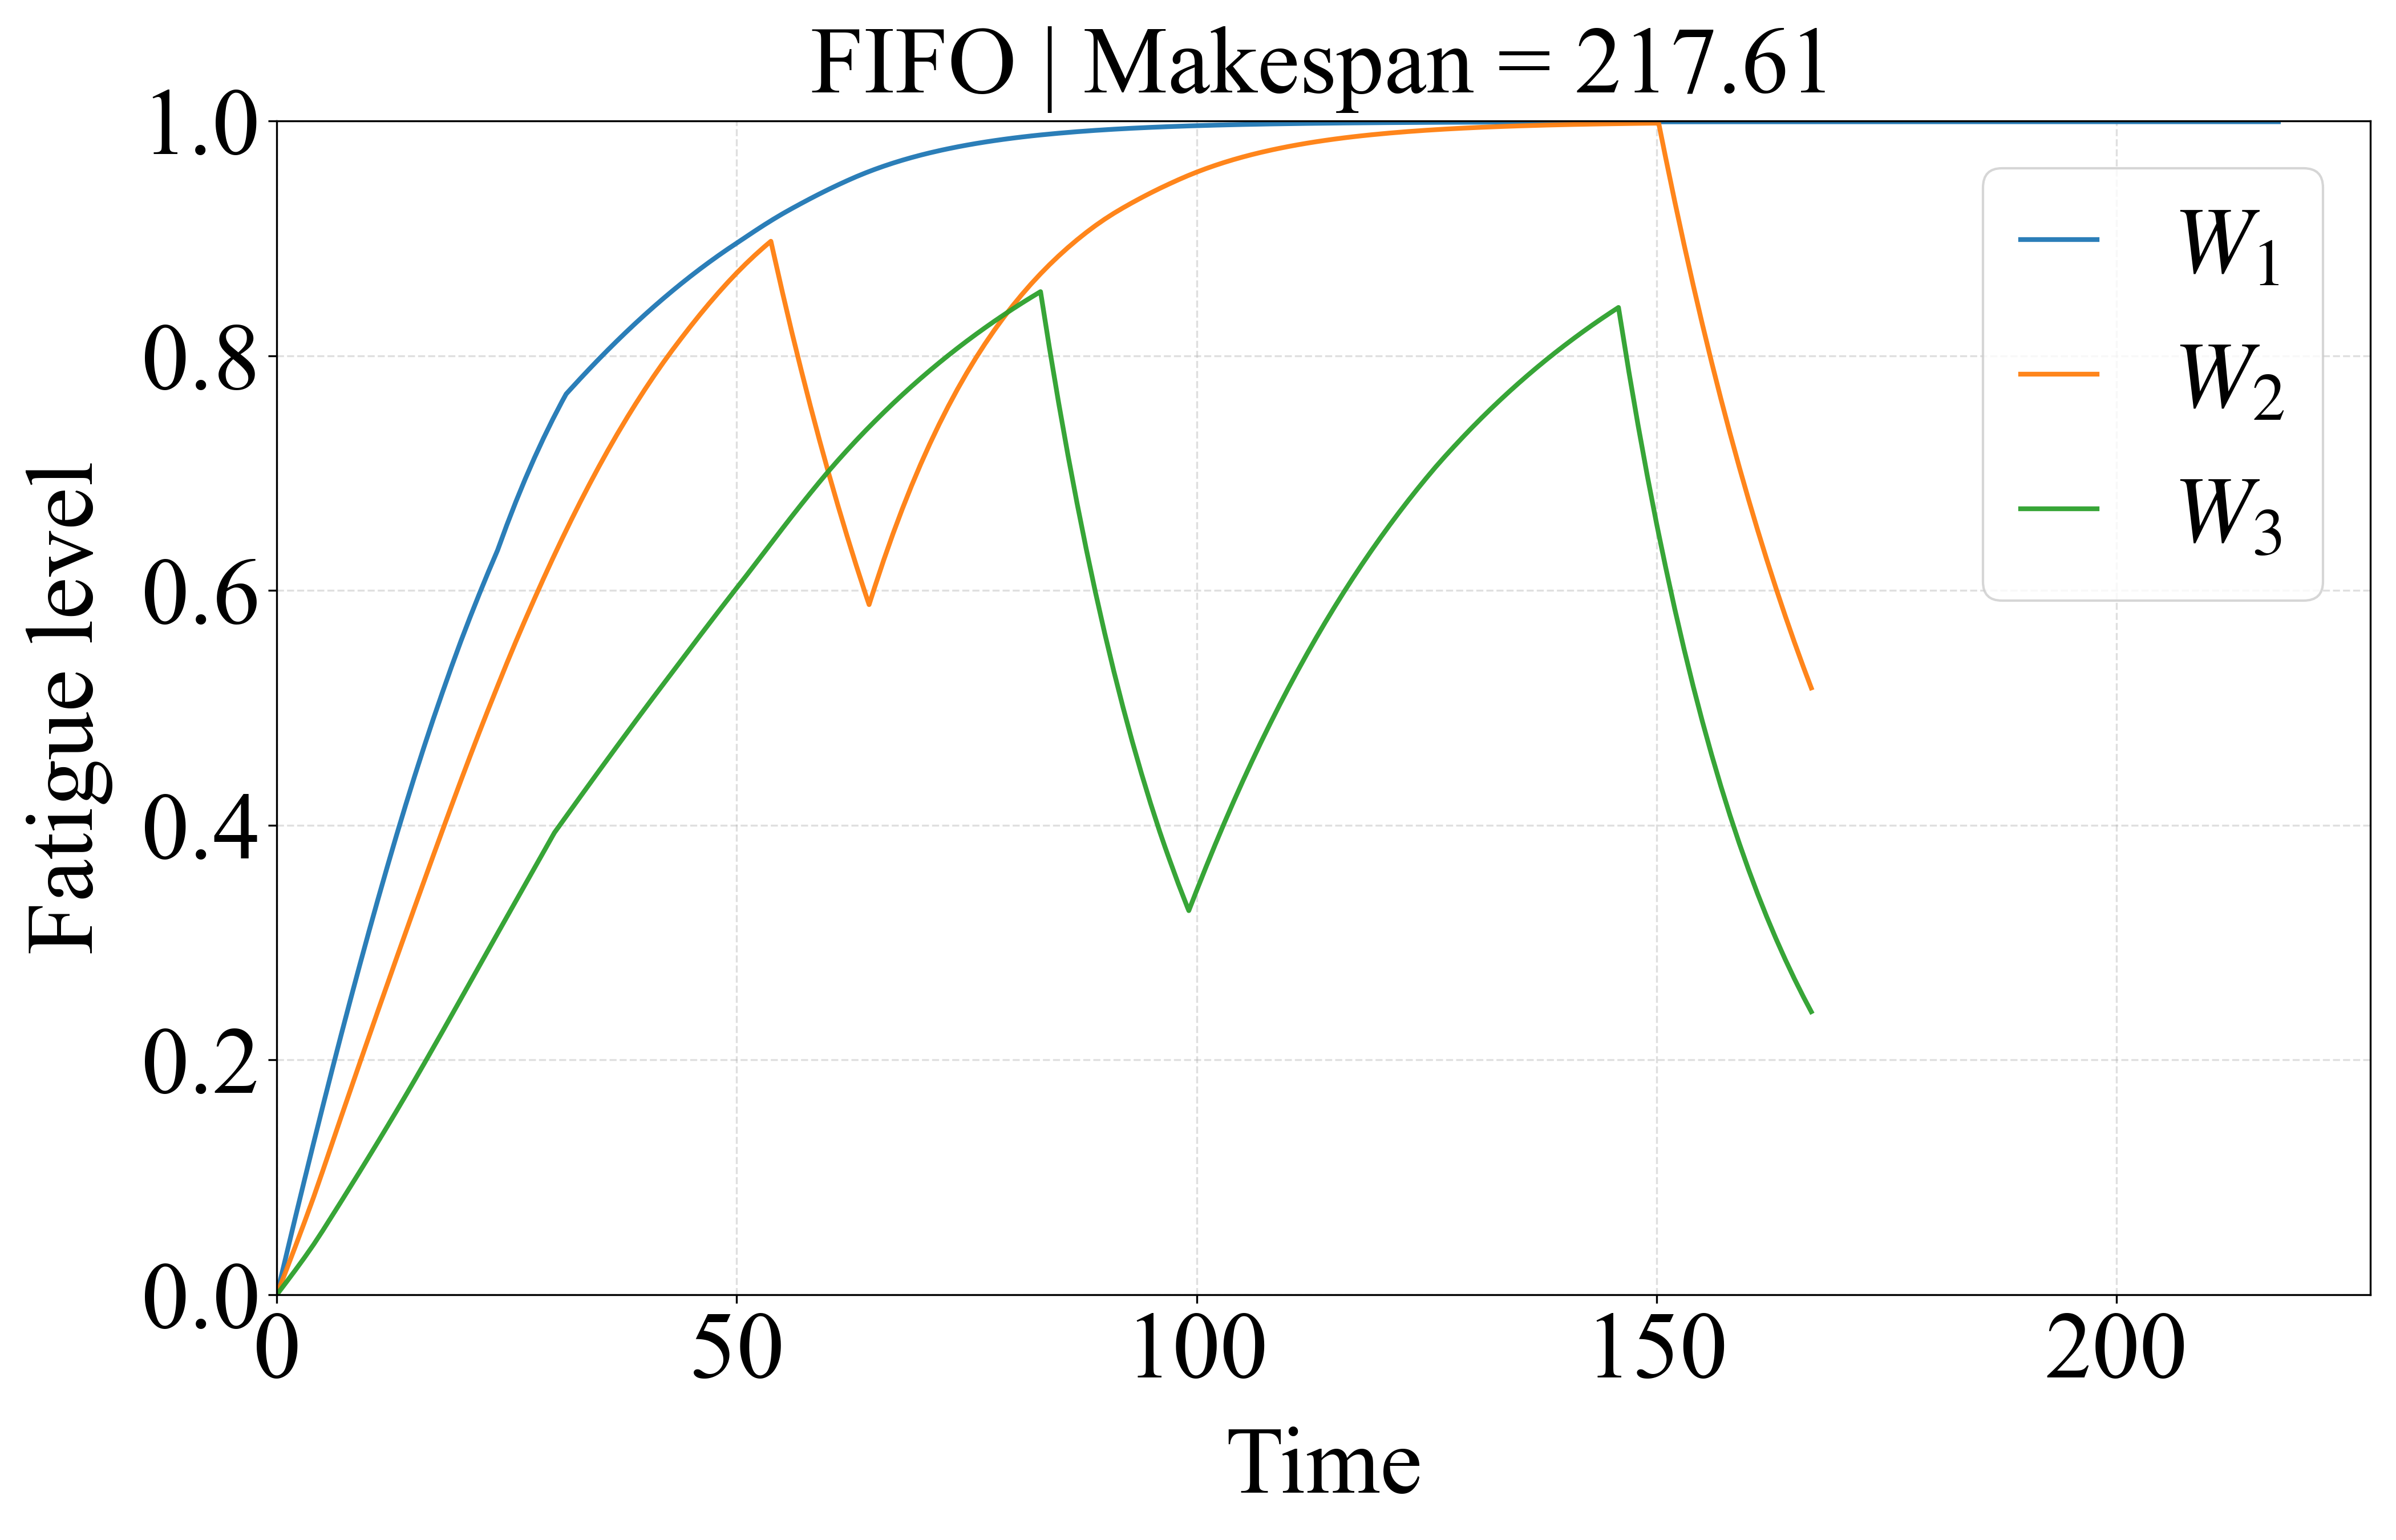 FIFO | Makespan = 217.61
Fatigue level
1.0
0.8
0.6
0.4
0.2
0.0
W₁
W₂
W₃
0 50 100 150 200
Time